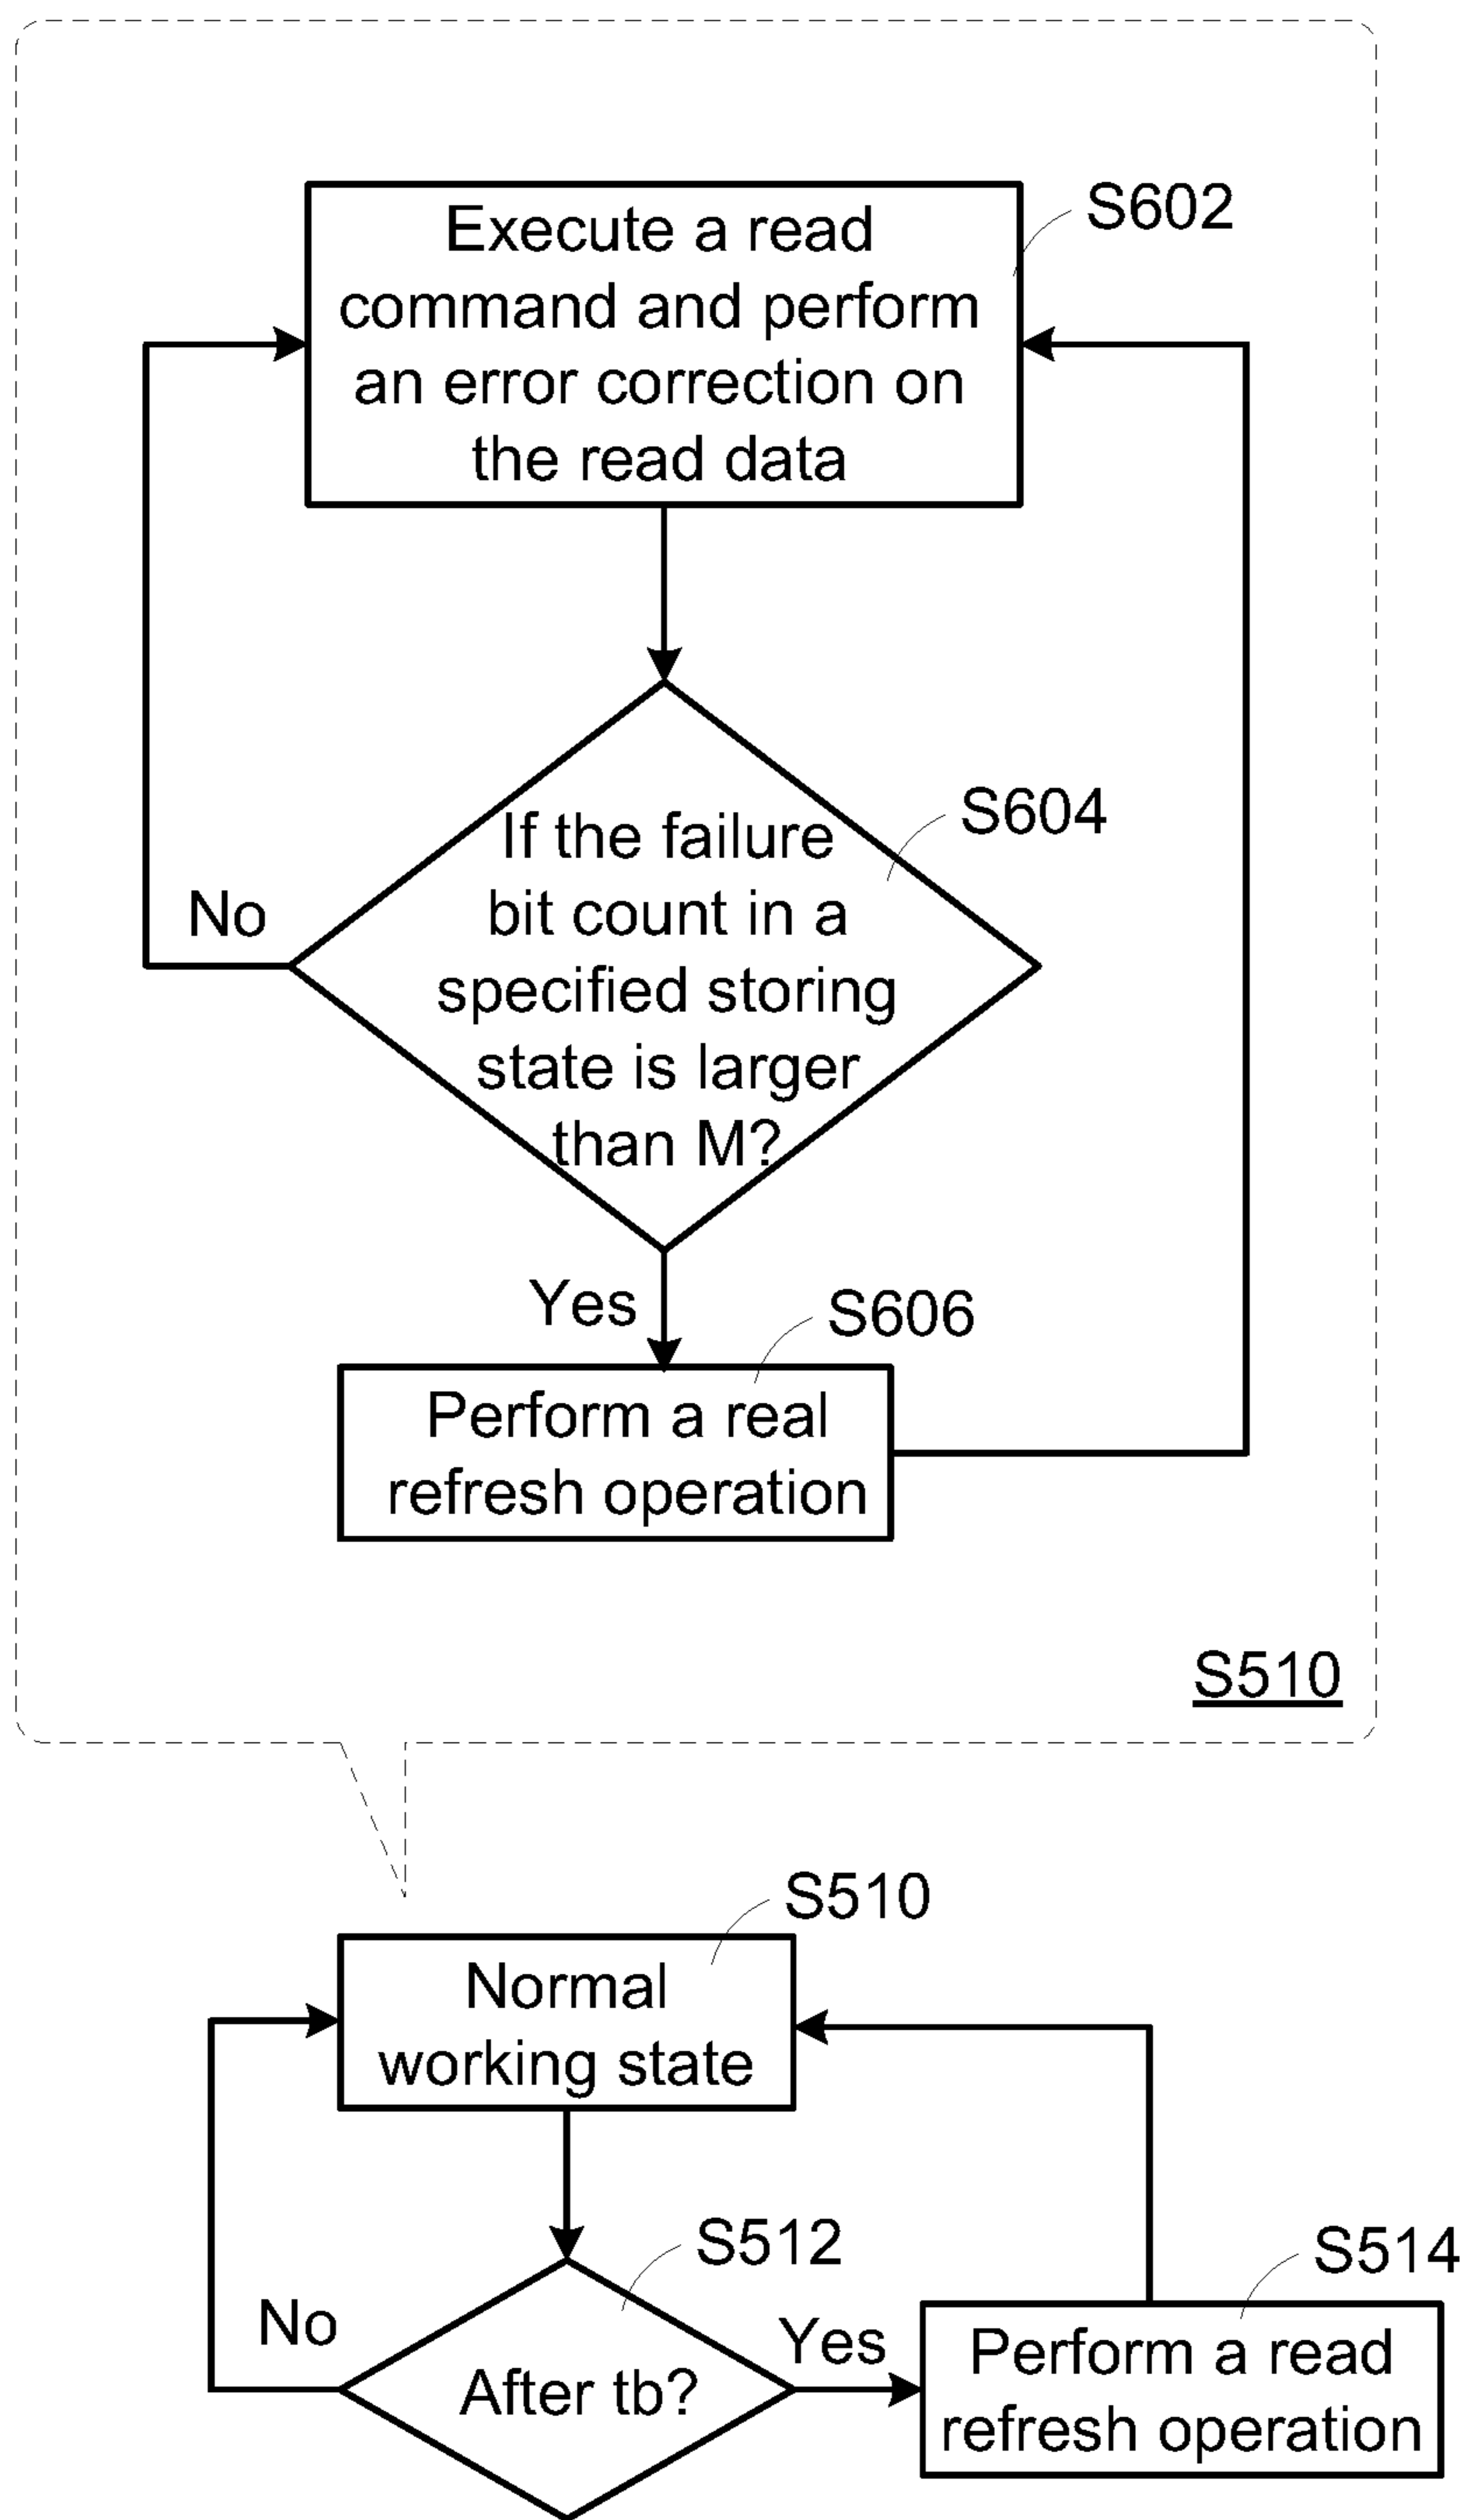 S602
Execute a read
command and perform
an error correction on
the read data
S604
If the failure
bit count in a
specified storing
state is larger
than M?
No
Yes
S606
Perform a real
refresh operation
S510
S510
Normal
working state
S512
S514
No
Yes
After tb?
Perform a read
refresh operation